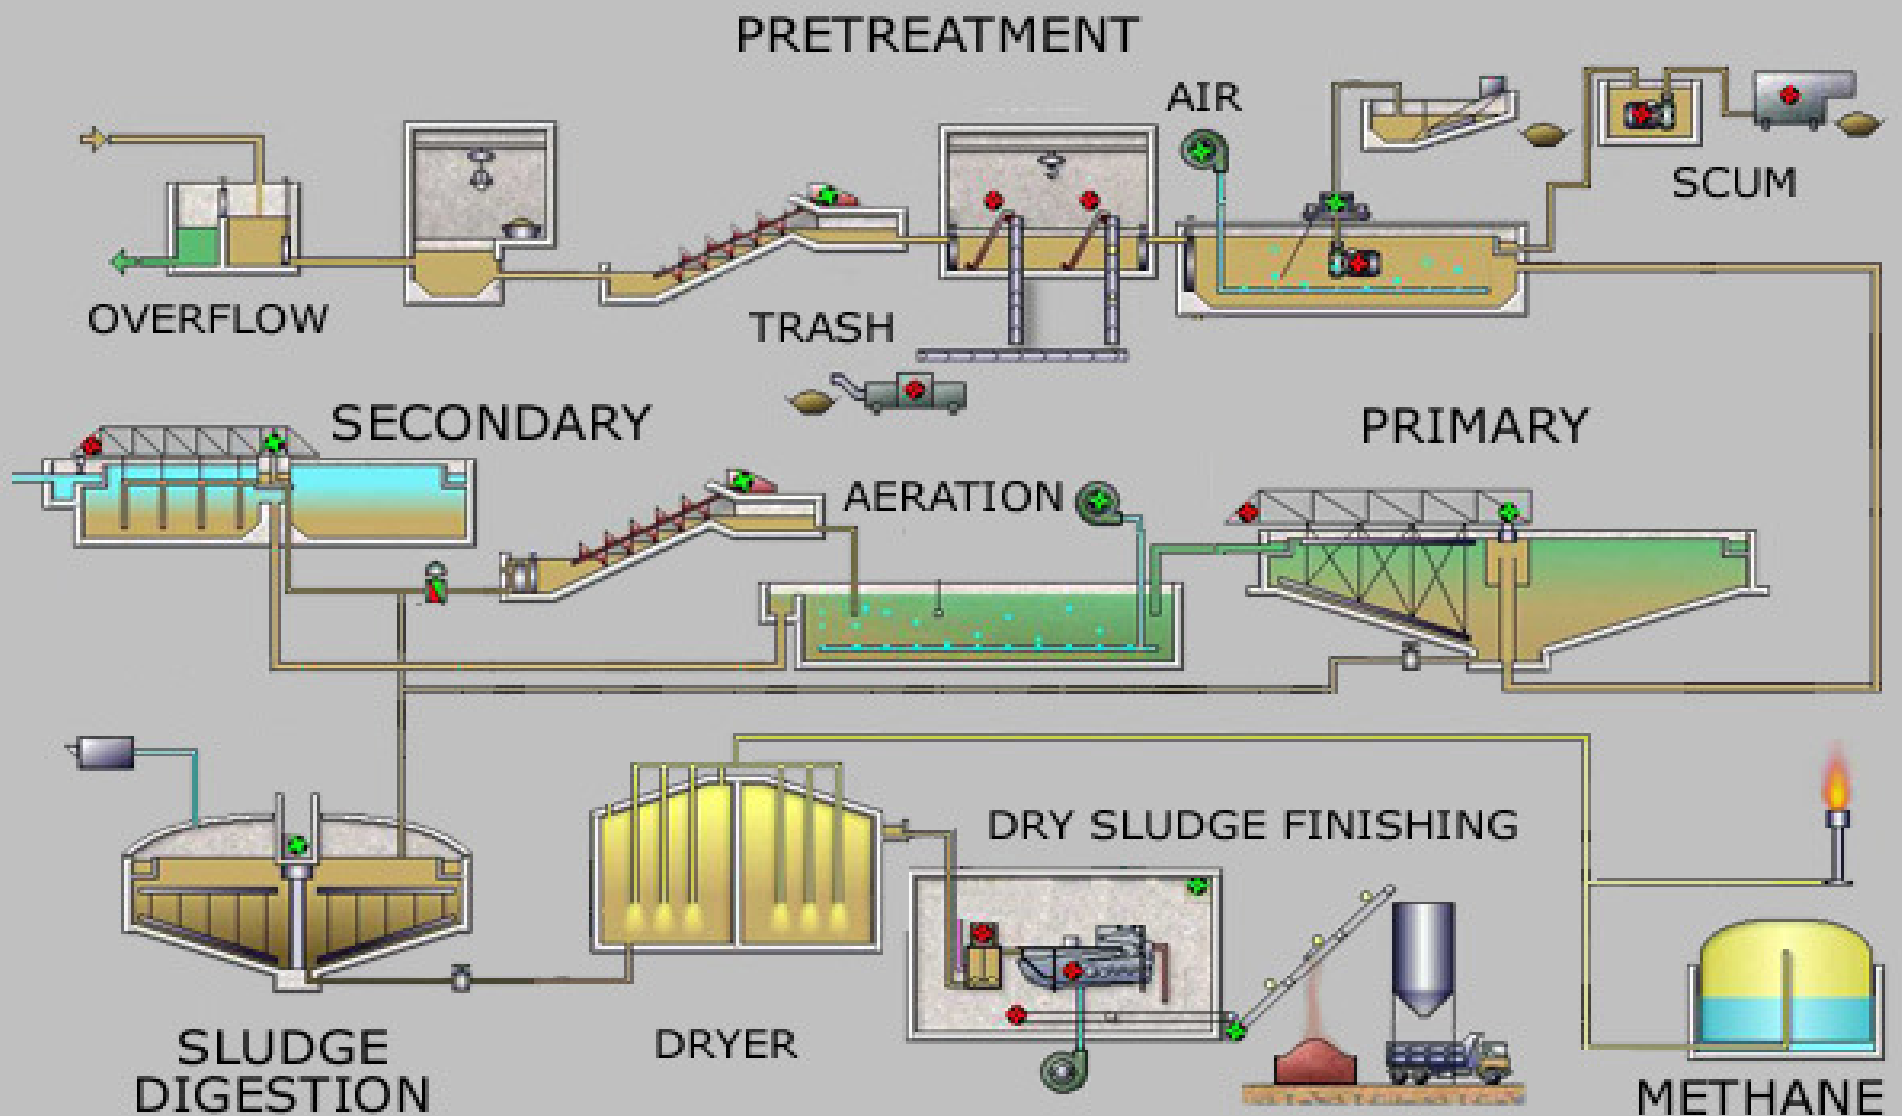 PRETREATMENT
AIR
SCUM
OVERFLOW
TRASH
SECONDARY
PRIMARY
AERATION
DRY SLUDGE FINISHING
SLUDGE
DIGESTION
DRYER
METHANE